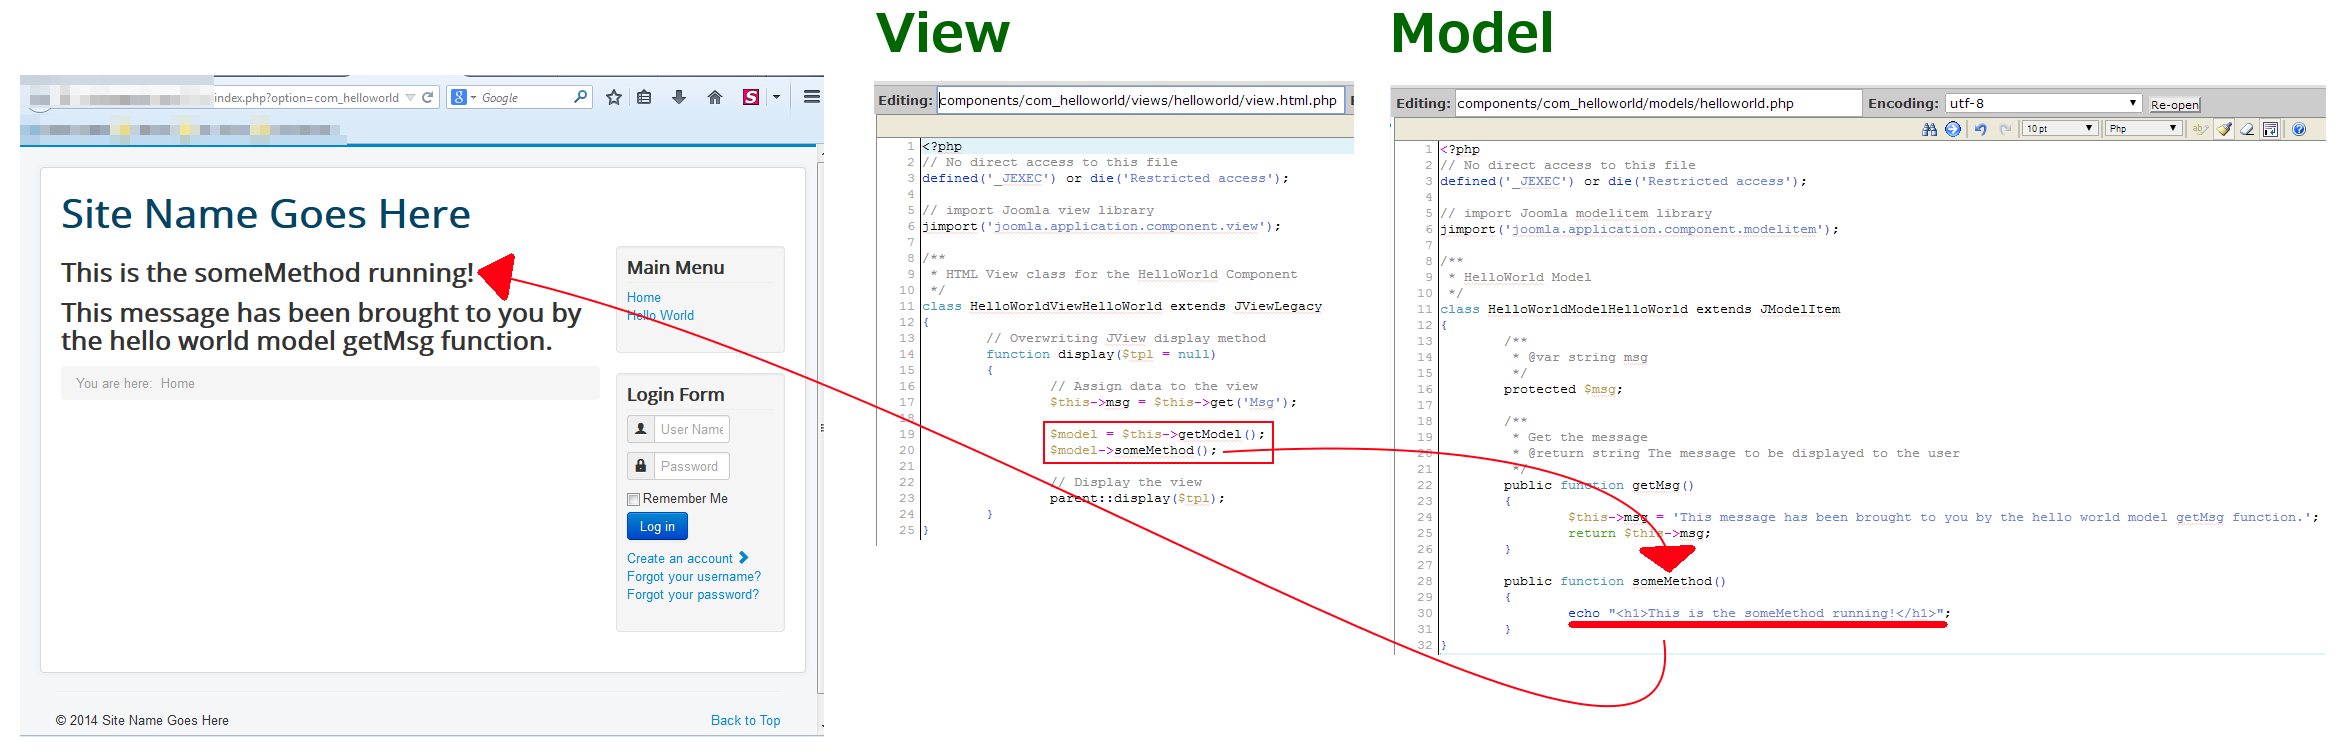 View
Model
index.php?option=com_helloworld
Google
Site Name Goes Here
This is the someMethod running!
This message has been brought to you by
the hello world model getMsg function.
You are here: Home
Main Menu
Home
Hello World
Login Form
User Name
Password
Remember Me
Log in
Create an account
Forgot your username?
Forgot your password?
© 2014 Site Name Goes Here
Back to Top
Editing: components/com_helloworld/views/helloworld/view.html.php
1 <?php
2 // No direct access to this file
3 defined('_JEXEC') or die('Restricted access');
4
5 // import Joomla view library
6 jimport('joomla.application.component.view');
7
8 /**
9 * HTML View class for the HelloWorld Component
10 */
11 class HelloWorldViewHelloWorld extends JViewLegacy
12 {
13 // Overwriting JView display method
14 function display($tpl = null)
15 {
16 // Assign data to the view
17 $this->msg = $this->get('Msg');
18
19 $model = $this->getModel();
20 $model->someMethod();
21
22 // Display the view
23 parent::display($tpl);
24 }
25 }
Editing: components/com_helloworld/models/helloworld.php Encoding: utf-8 Re-open
10 pt Php
1 <?php
2 // No direct access to this file
3 defined('_JEXEC') or die('Restricted access');
4
5 // import Joomla modelitem library
6 jimport('joomla.application.component.modelitem');
7
8 /**
9 * HelloWorld Model
10 */
11 class HelloWorldModelHelloWorld extends JModelItem
12 {
13 /**
14 * @var string msg
15 */
16 protected $msg;
17
18 /**
19 * Get the message
20 * @return string The message to be displayed to the user
21 */
22 public function getMsg()
23 {
24 $this->msg = 'This message has been brought to you by the hello world model getMsg function.';
25 return $this->msg;
26 }
27
28 public function someMethod()
29 {
30 echo "<h1>This is the someMethod running!</h1>";
31 }
32 }